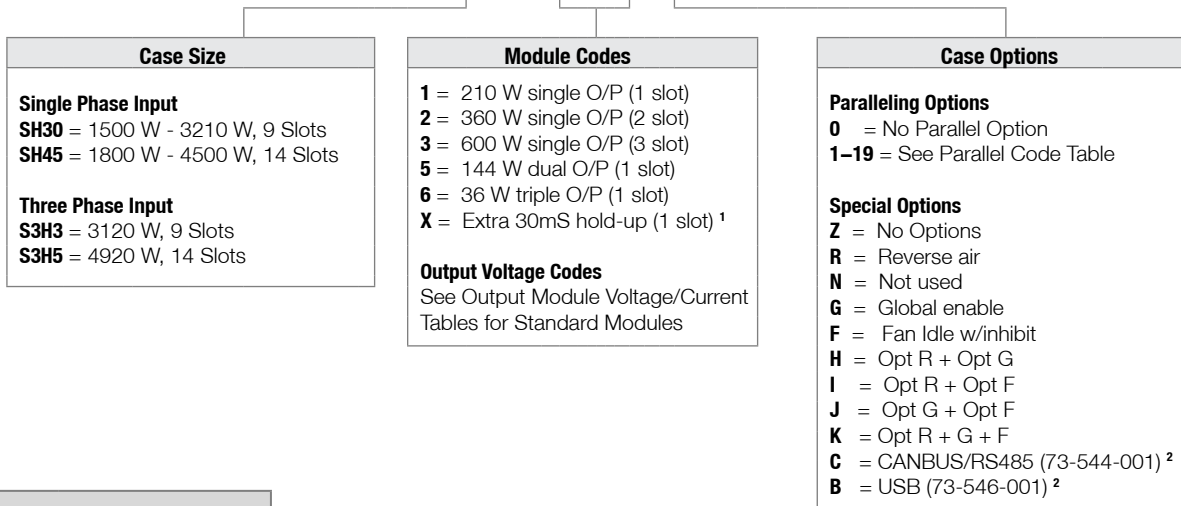 Case Size
Single Phase Input
SH30 = 1500 W - 3210 W, 9 Slots
SH45 = 1800 W - 4500 W, 14 Slots
Three Phase Input
S3H3 = 3120 W, 9 Slots
S3H5 = 4920 W, 14 Slots
Module Codes
1 = 210 W single O/P (1 slot)
2 = 360 W single O/P (2 slot)
3 = 600 W single O/P (3 slot)
5 = 144 W dual O/P (1 slot)
6 = 36 W triple O/P (1 slot)
X = Extra 30mS hold-up (1 slot) 1
Output Voltage Codes
See Output Module Voltage/Current
Tables for Standard Modules
Case Options
Paralleling Options
0 = No Parallel Option
1–19 = See Parallel Code Table
Special Options
Z = No Options
R = Reverse air
N = Not used
G = Global enable
F = Fan Idle w/inhibit
H = Opt R + Opt G
I = Opt R + Opt F
J = Opt G + Opt F
K = Opt R + G + F
C = CANBUS/RS485 (73-544-001) 2
B = USB (73-546-001) 2